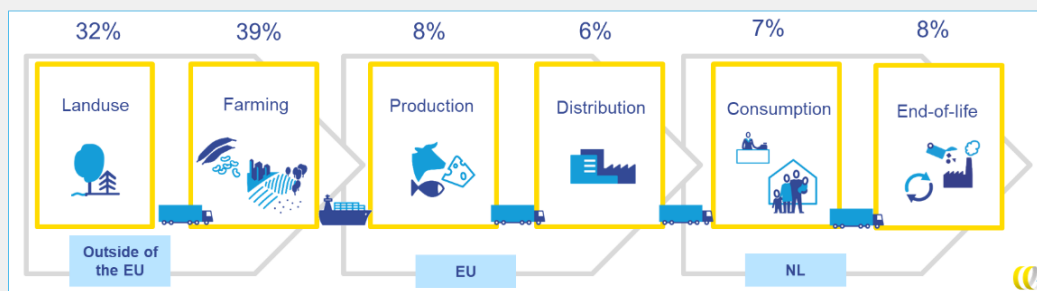 32%
39%
8%
6%
7%
8%
Landuse
Farming
Production
Distribution
Consumption
End-of-life
Outside of
the EU
EU
NL